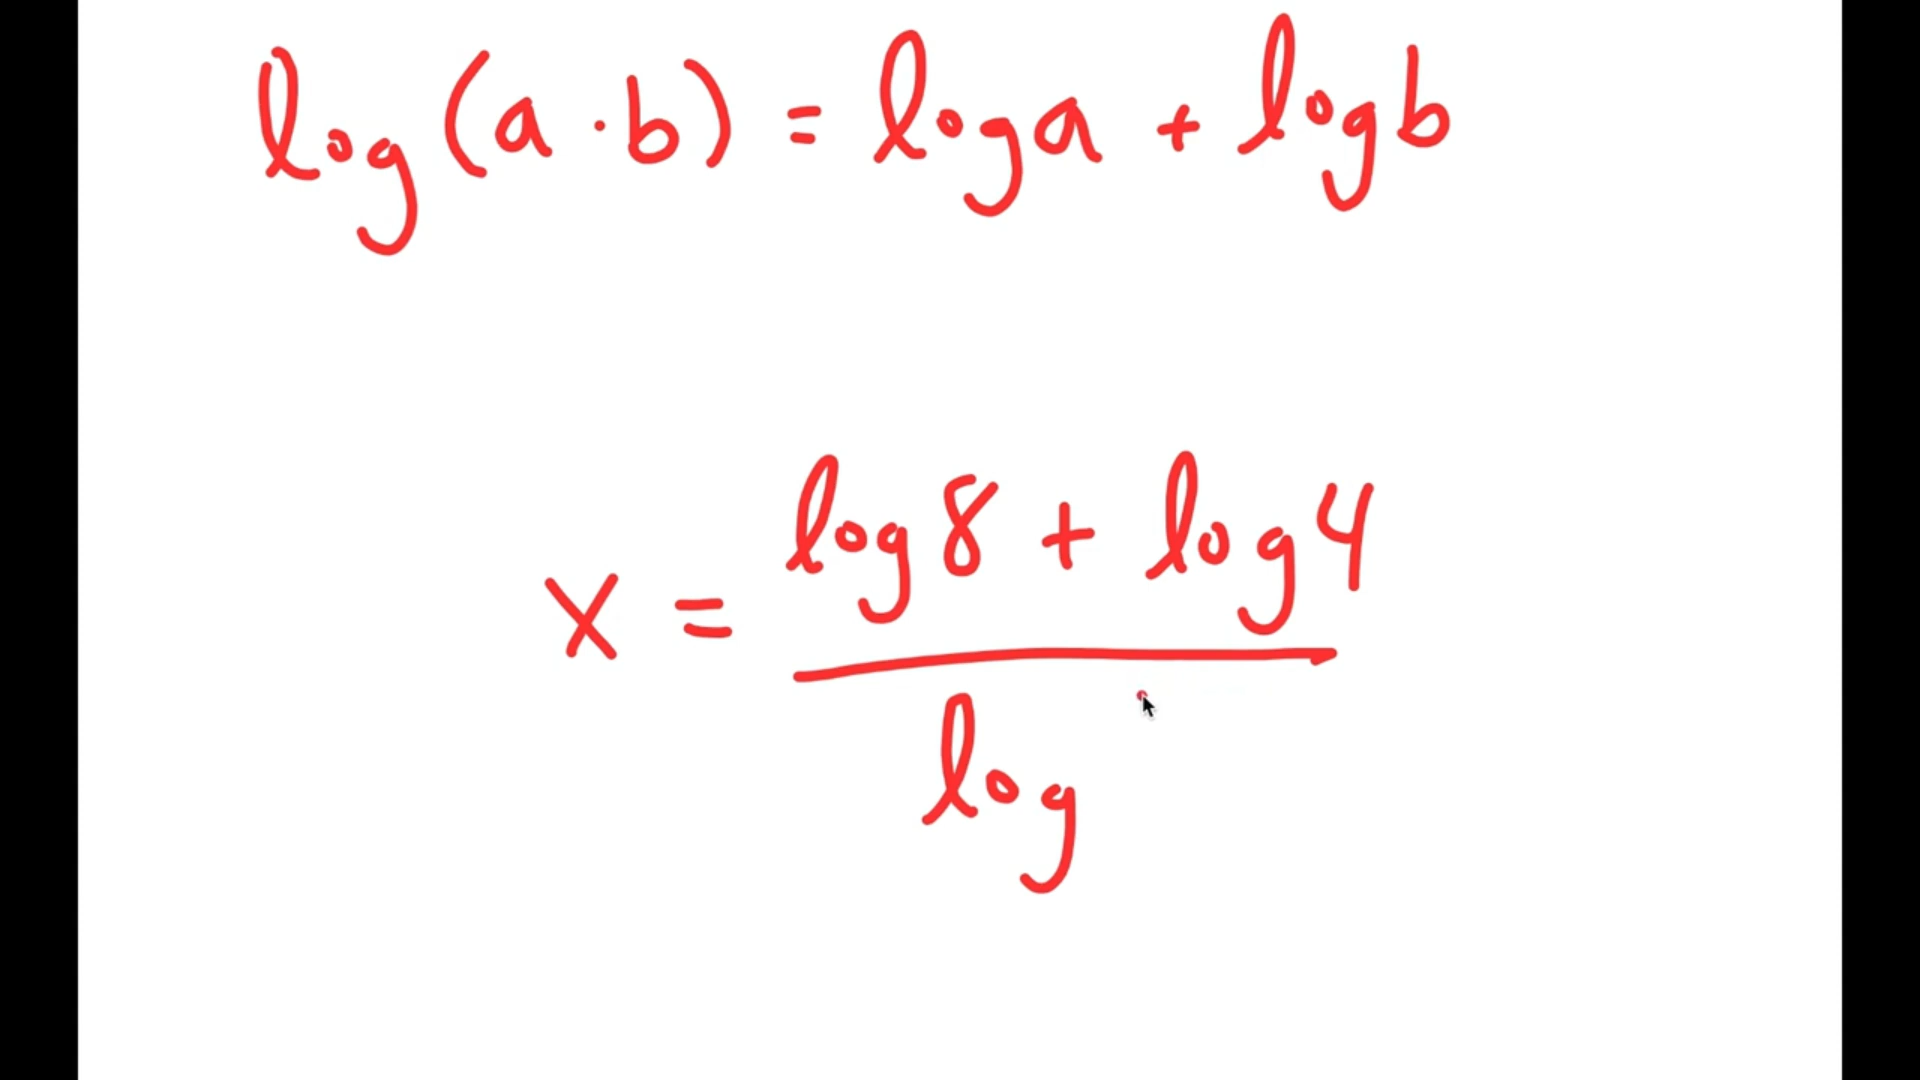 log(a · b) = log a + log b
x = (log 8 + log 4) / log